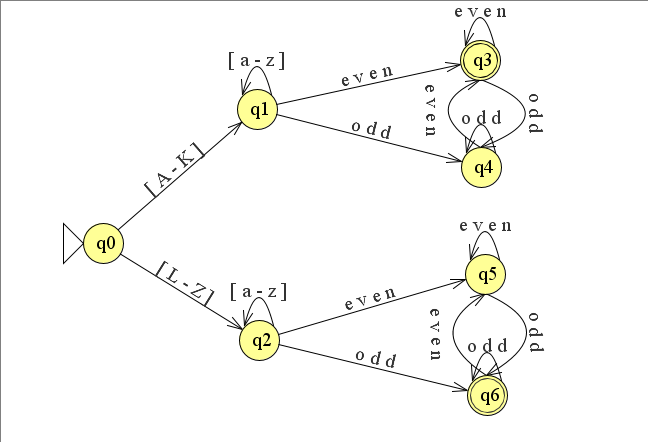 even
q3
[a-z]
even
q1
even
odd
odd
odd
q4
[A-K]
q0
even
q5
[L-Z]
[a-z]
even
q2
even
odd
odd
odd
q6